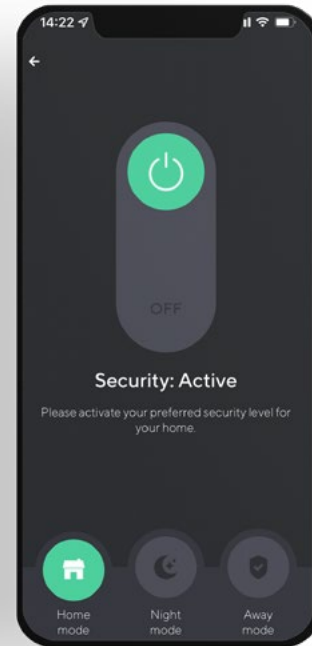 14:22
OFF
Security: Active
Please activate your preferred security level for
your home.
Home
mode
Night
mode
Away
mode